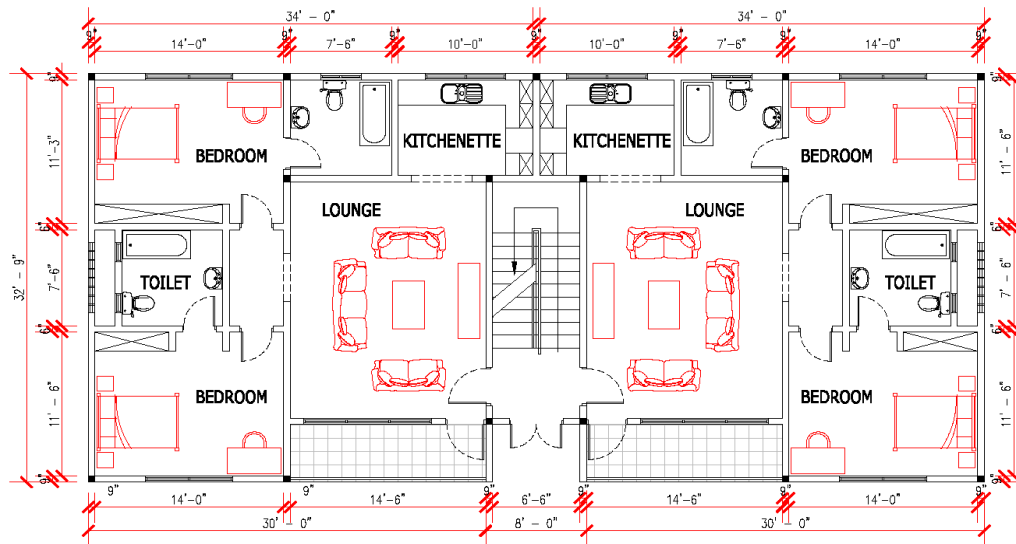 34' - 0" 34' - 0"
9" 14'-0" 9" 7'-6" 9" 10'-0" 9" 10'-0" 9" 7'-6" 9" 14'-0" 9"
9" 9"
KITCHENETTE KITCHENETTE
BEDROOM BEDROOM
11'-3" 11' - 6"
LOUNGE LOUNGE
6" 6"
32' - 9"
7'-6" TOILET TOILET 7' - 6"
6" 6"
BEDROOM BEDROOM
11' - 6" 11' - 6"
9" 9"
9" 14'-0" 9" 14'-6" 9" 6'-6" 9" 14'-6" 9" 14'-0" 9"
30' - 0" 8' - 0" 30' - 0"